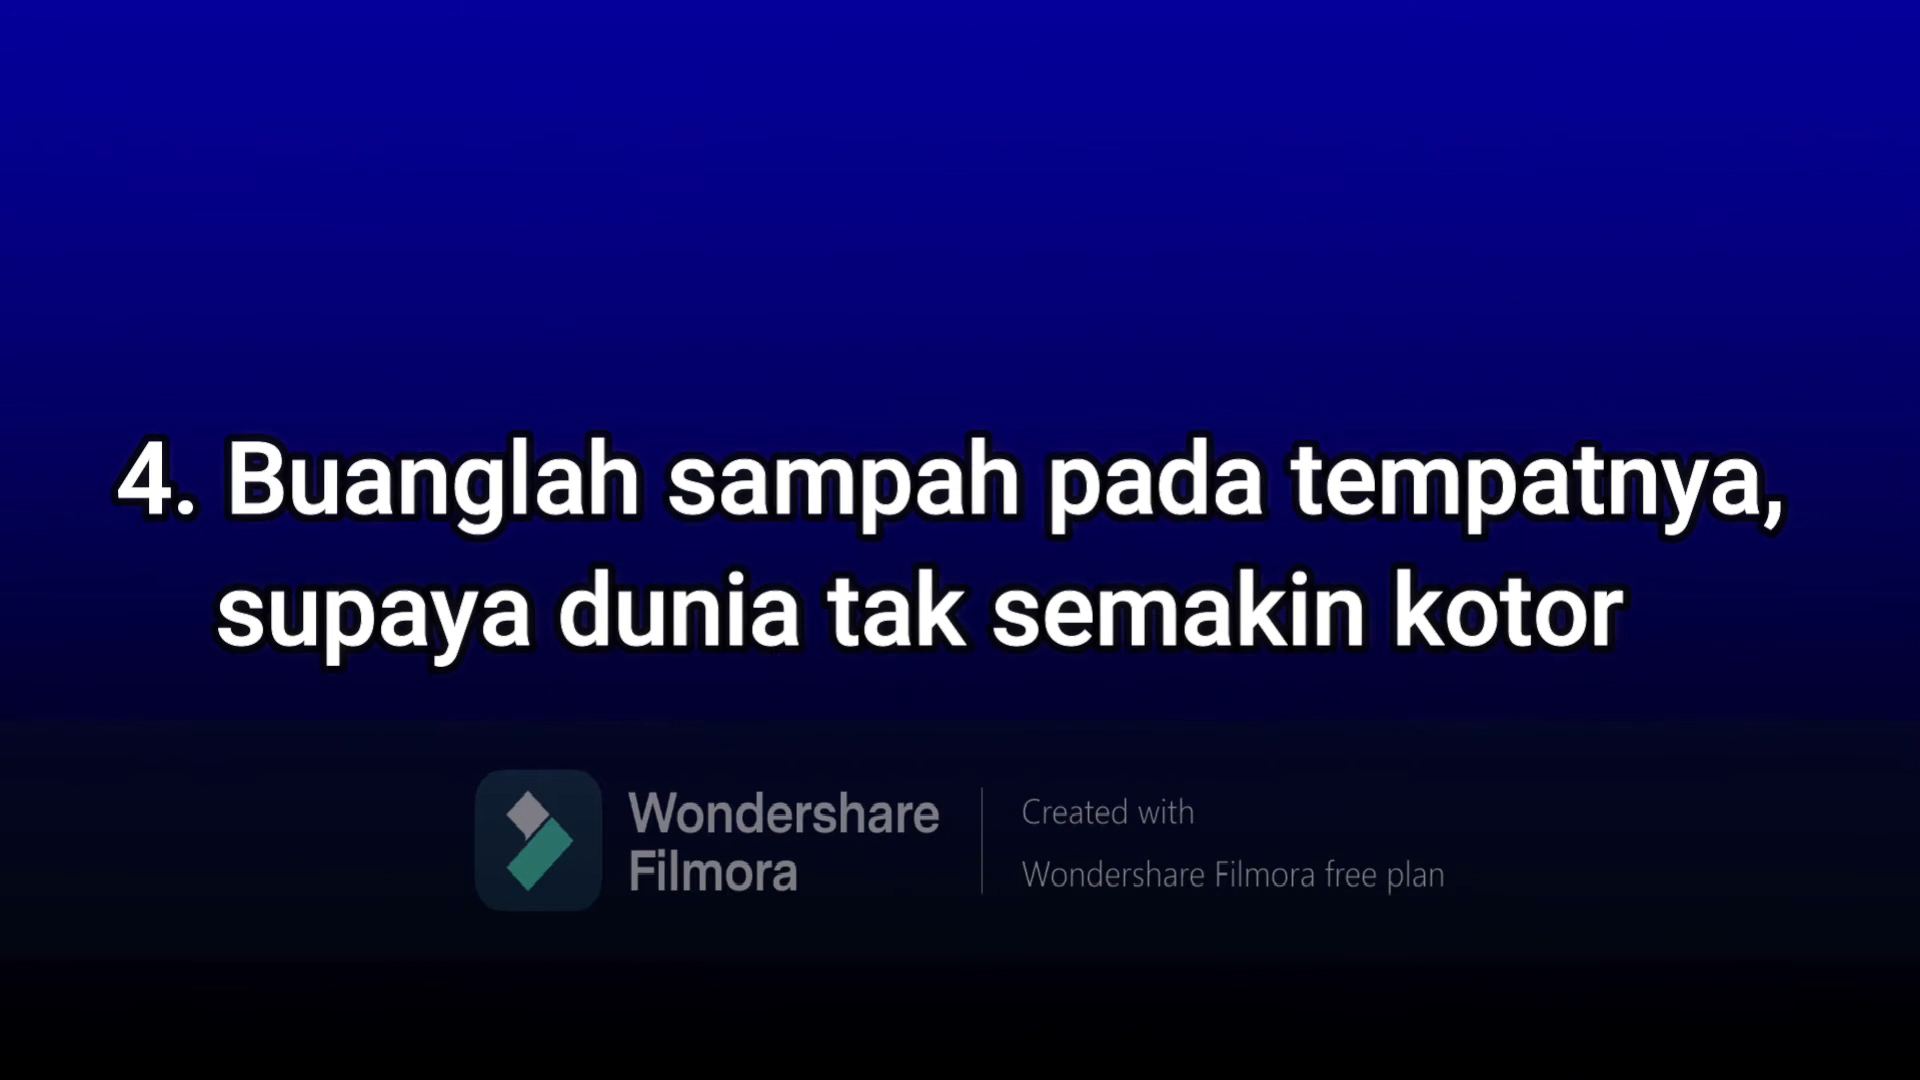 4. Buanglah sampah pada tempatnya,
supaya dunia tak semakin kotor
Wondershare
Filmora
Created with
Wondershare Filmora free plan